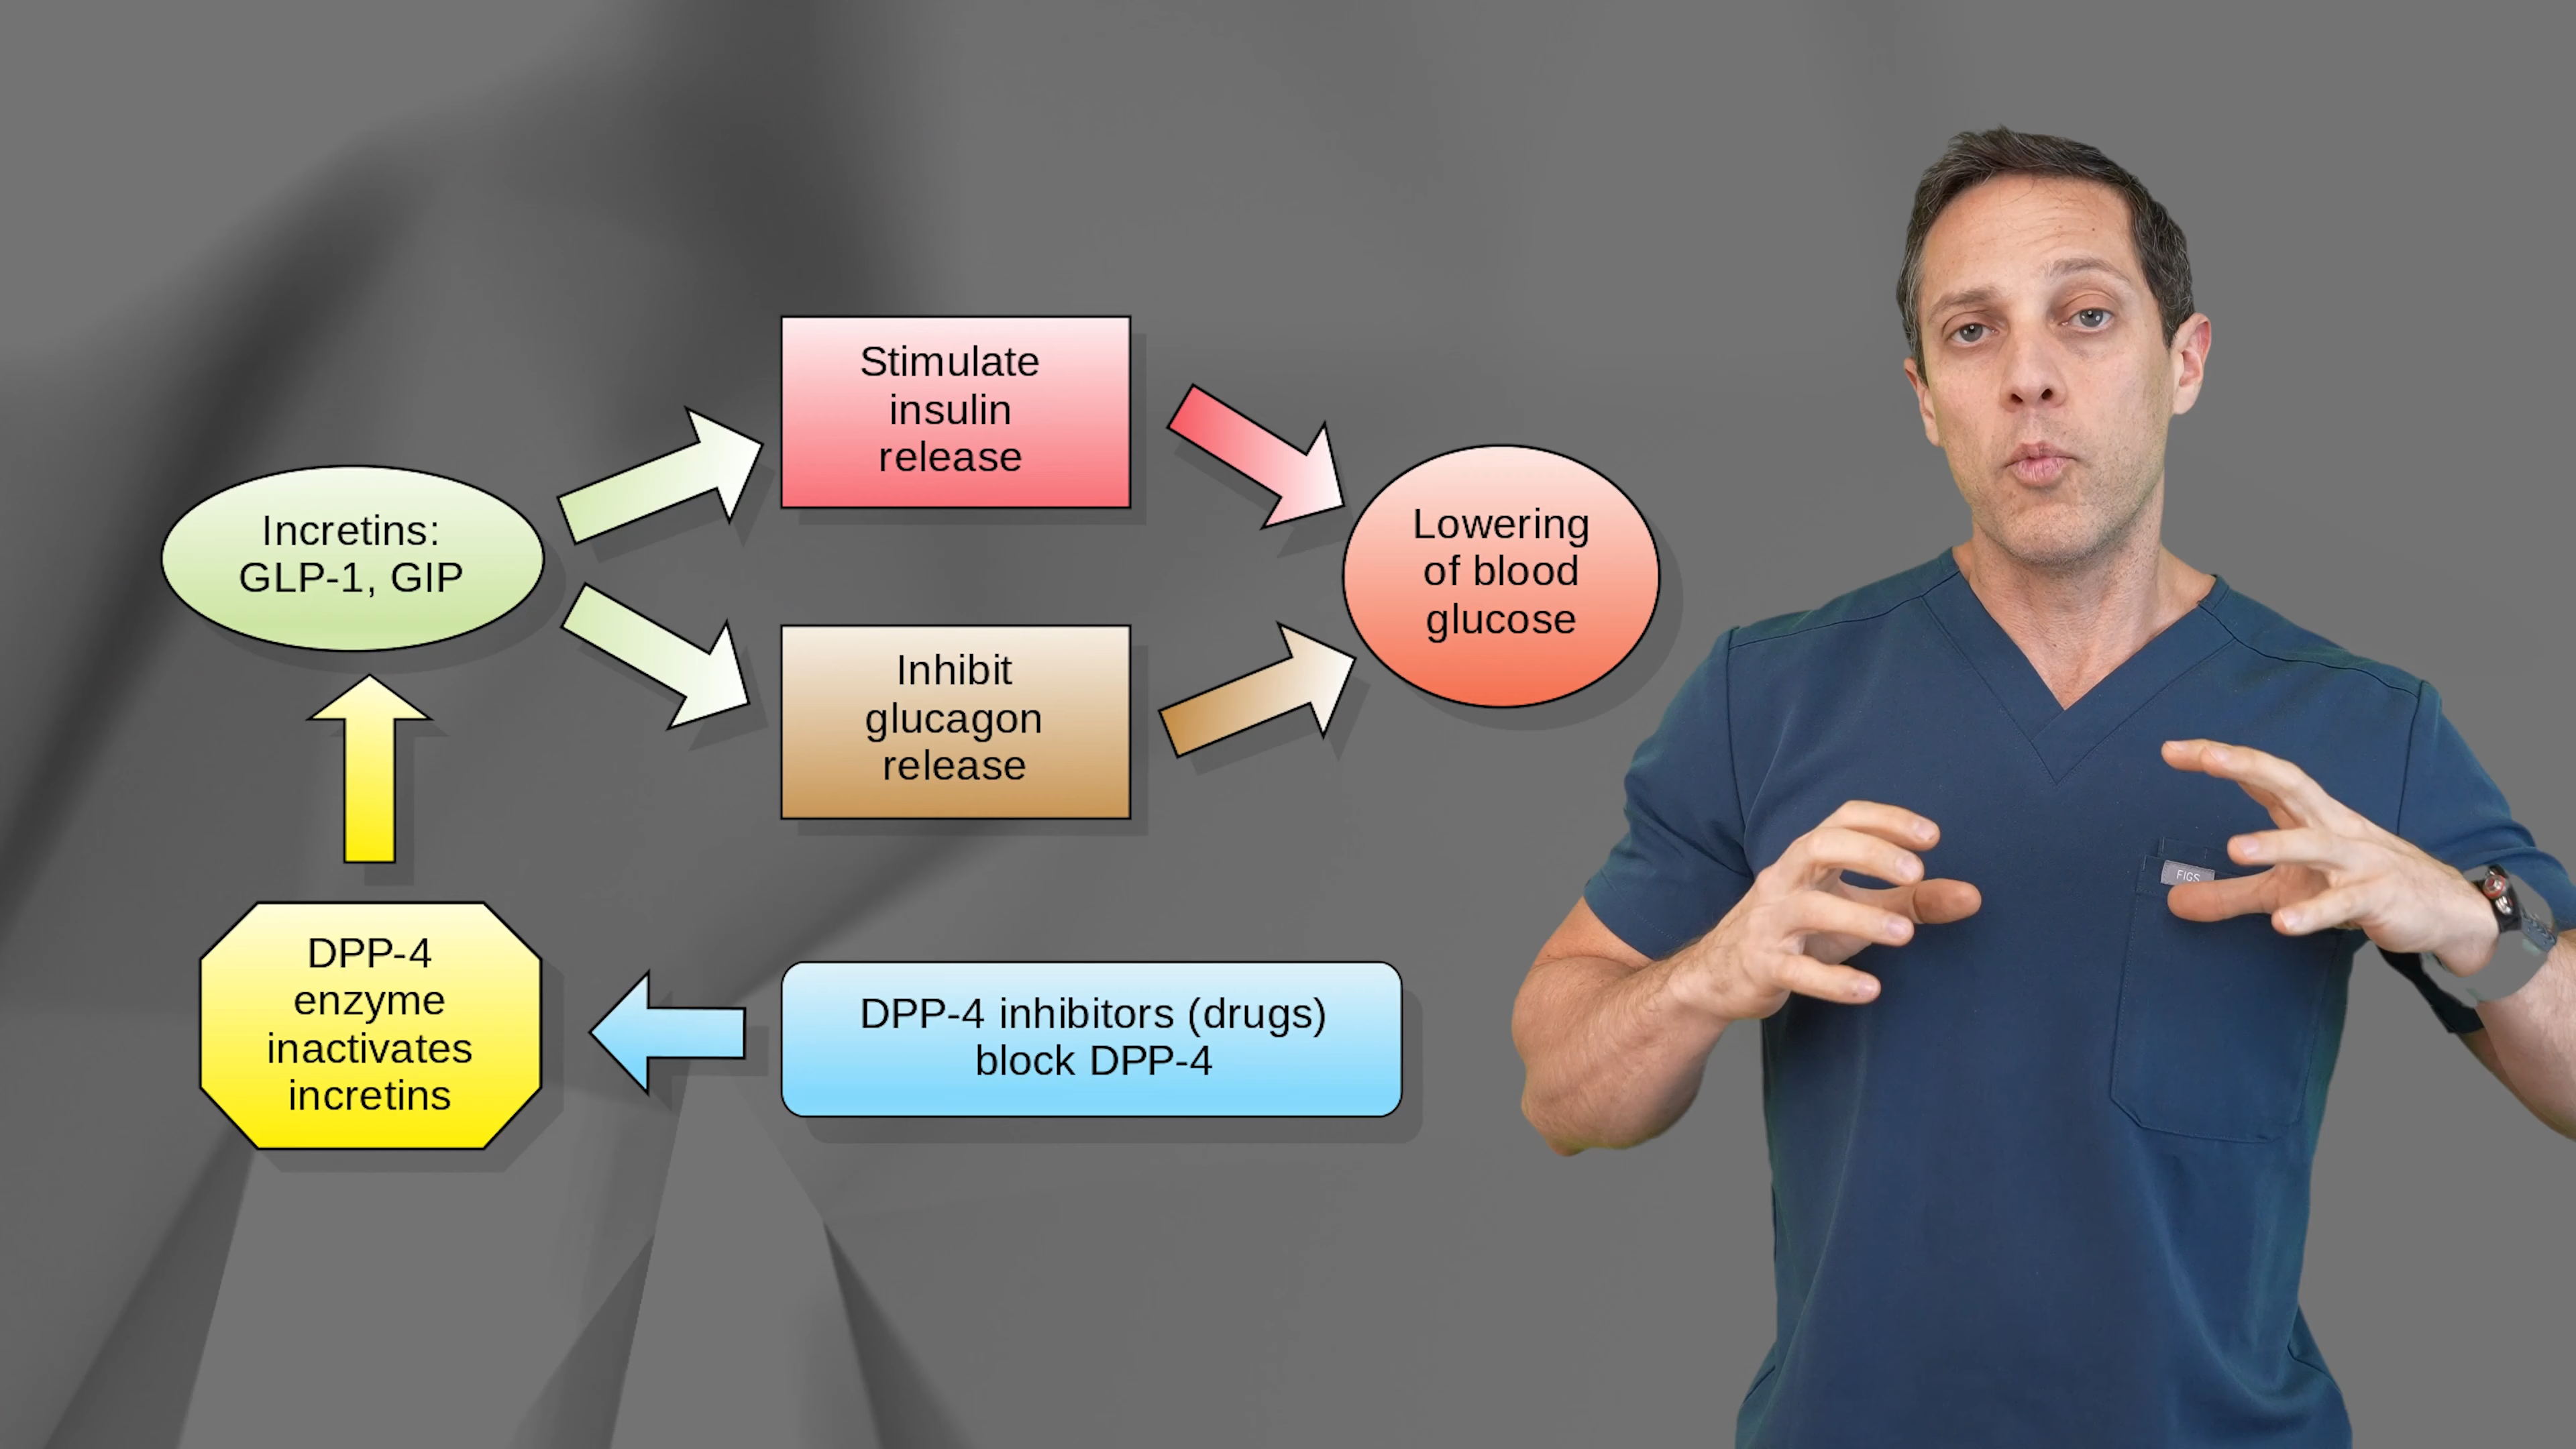 Stimulate
insulin
release
Incretins:
GLP-1, GIP
Lowering
of blood
glucose
Inhibit
glucagon
release
DPP-4
enzyme
inactivates
incretins
DPP-4 inhibitors (drugs)
block DPP-4
FIGS